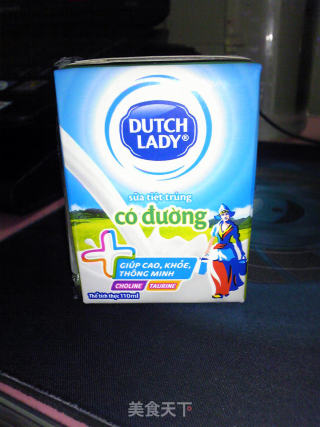 DUTCH
LADY®
sữa tiệt trùng
có đường
GIÚP CAO, KHỎE,
THÔNG MINH
CHOLINE TAURINE
Thể tích thực 110ml
美食天下